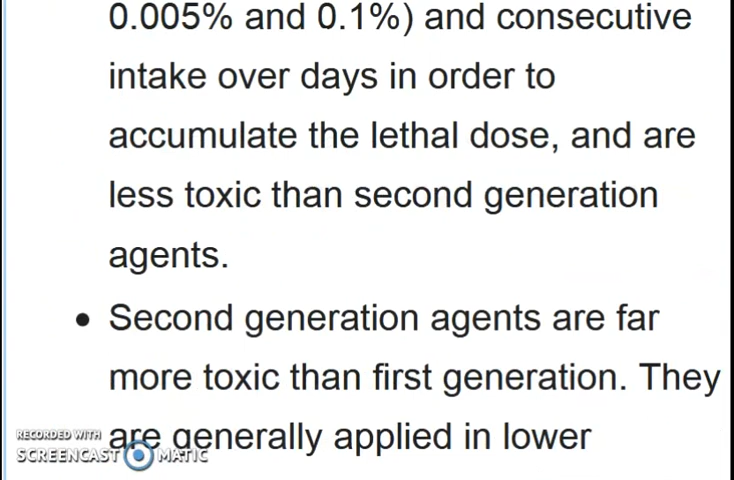 0.005% and 0.1%) and consecutive
intake over days in order to
accumulate the lethal dose, and are
less toxic than second generation
agents.
• Second generation agents are far
more toxic than first generation. They
are generally applied in lower
RECORDED WITH
SCREENCAST MATIC